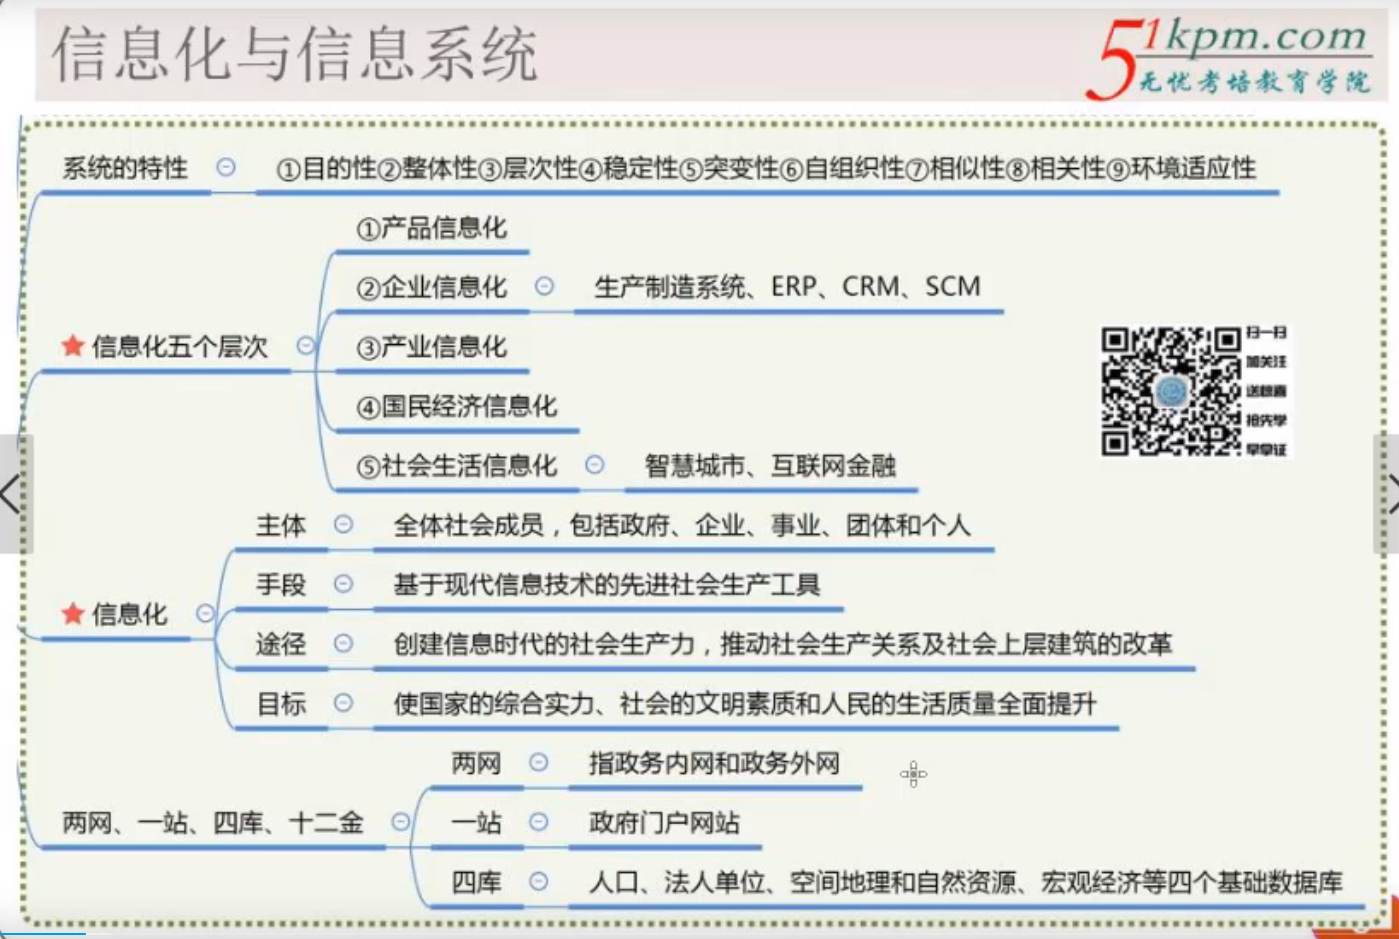 信息化与信息系统
51kpm.com
无忧考培教育学院
系统的特性
①目的性②整体性③层次性④稳定性⑤突变性⑥自组织性⑦相似性⑧相关性⑨环境适应性
信息化五个层次
①产品信息化
②企业信息化
生产制造系统、ERP、CRM、SCM
③产业信息化
④国民经济信息化
⑤社会生活信息化
智慧城市、互联网金融
扫一扫
加关注
送题库
抢先学
早拿证
信息化
主体
全体社会成员，包括政府、企业、事业、团体和个人
手段
基于现代信息技术的先进社会生产工具
途径
创建信息时代的社会生产力，推动社会生产关系及社会上层建筑的改革
目标
使国家的综合实力、社会的文明素质和人民的生活质量全面提升
两网、一站、四库、十二金
两网
指政务内网和政务外网
一站
政府门户网站
四库
人口、法人单位、空间地理和自然资源、宏观经济等四个基础数据库